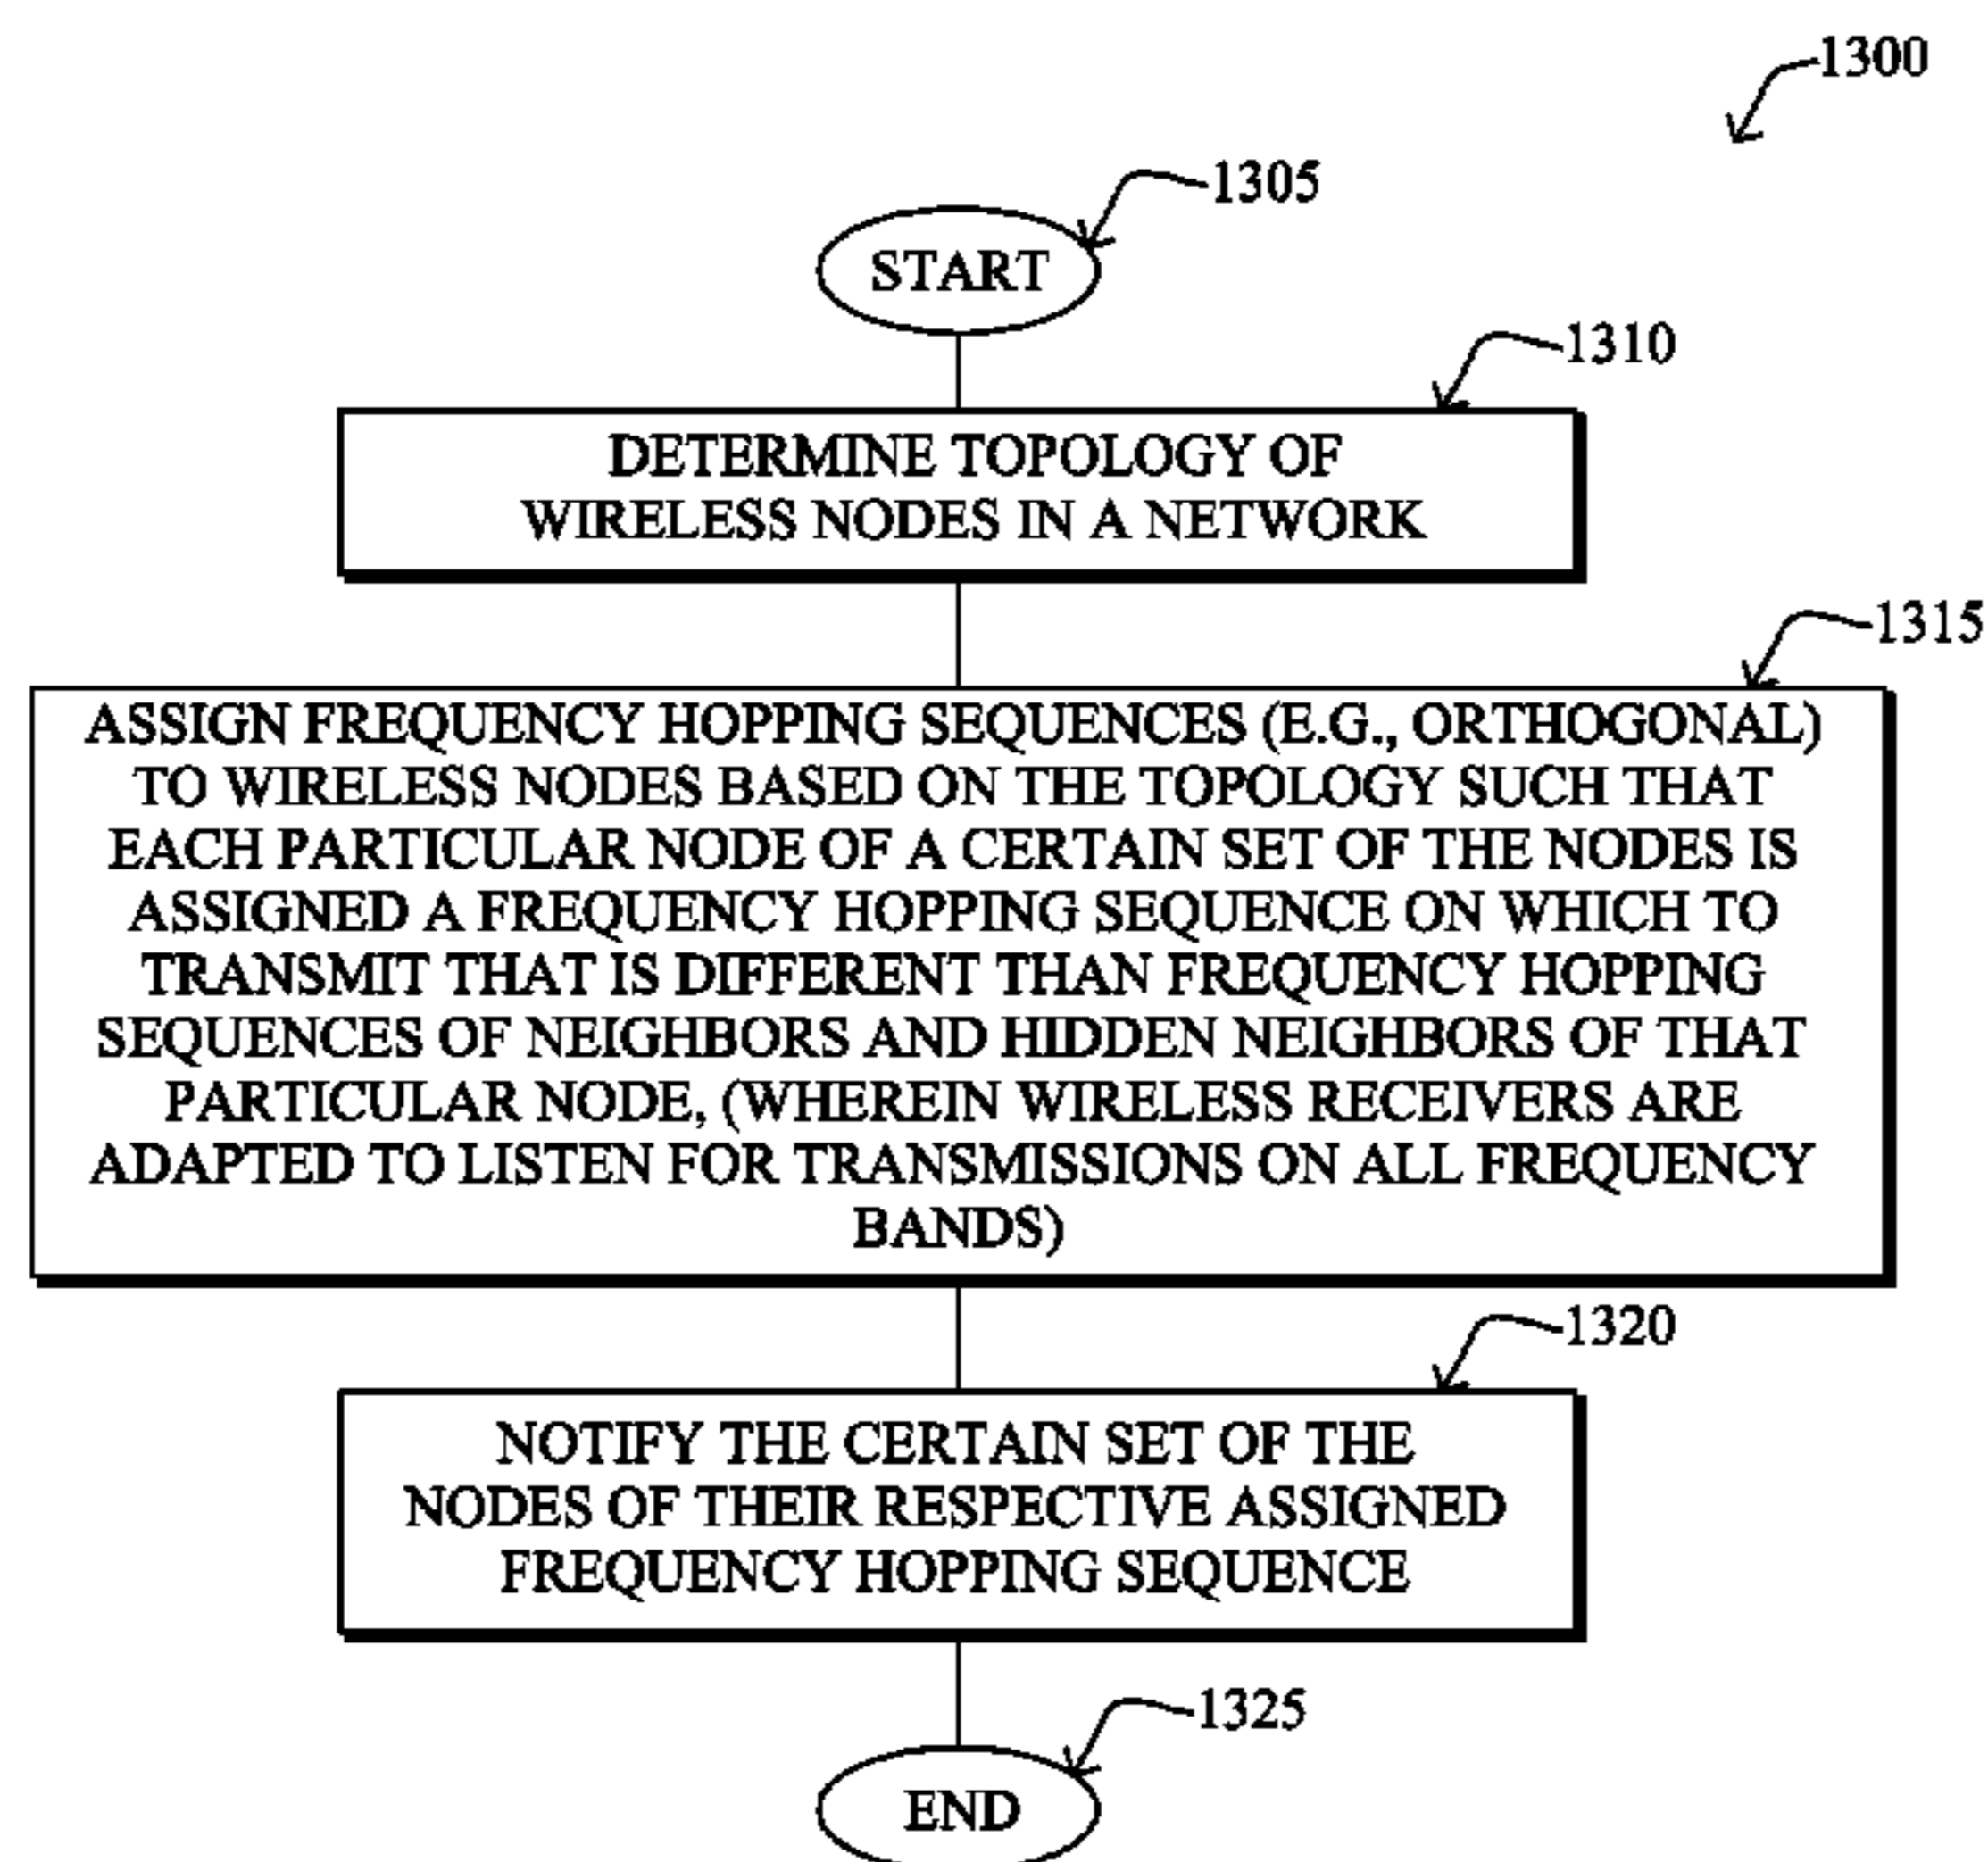 1300
1305
START
1310
DETERMINE TOPOLOGY OF
WIRELESS NODES IN A NETWORK
1315
ASSIGN FREQUENCY HOPPING SEQUENCES (E.G., ORTHOGONAL)
TO WIRELESS NODES BASED ON THE TOPOLOGY SUCH THAT
EACH PARTICULAR NODE OF A CERTAIN SET OF THE NODES IS
ASSIGNED A FREQUENCY HOPPING SEQUENCE ON WHICH TO
TRANSMIT THAT IS DIFFERENT THAN FREQUENCY HOPPING
SEQUENCES OF NEIGHBORS AND HIDDEN NEIGHBORS OF THAT
PARTICULAR NODE, (WHEREIN WIRELESS RECEIVERS ARE
ADAPTED TO LISTEN FOR TRANSMISSIONS ON ALL FREQUENCY
BANDS)
1320
NOTIFY THE CERTAIN SET OF THE
NODES OF THEIR RESPECTIVE ASSIGNED
FREQUENCY HOPPING SEQUENCE
1325
END